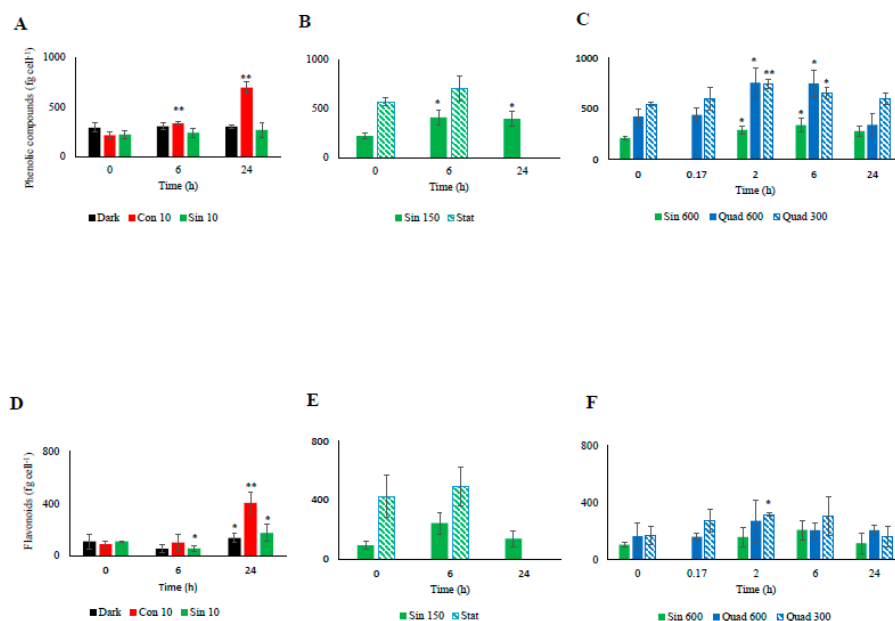 A
B
C
Phenolic compounds (fg cell-1)
1000
500
0
**
**
0
6
24
Time (h)
Dark Con 10 Sin 10
1000
500
0
*
*
0
6
24
Time (h)
Sin 150 Stat
1000
500
0
*
*
**
*
*
*
0
0.17
2
6
24
Time (h)
Sin 600 Quad 600 Quad 300
D
E
F
Flavonoids (fg cell-1)
800
400
0
*
*
**
*
0
6
24
Time (h)
Dark Con 10 Sin 10
800
400
0
0
6
24
Time (h)
Sin 150 Stat
800
400
0
*
0
0.17
2
6
24
Time (h)
Sin 600 Quad 600 Quad 300